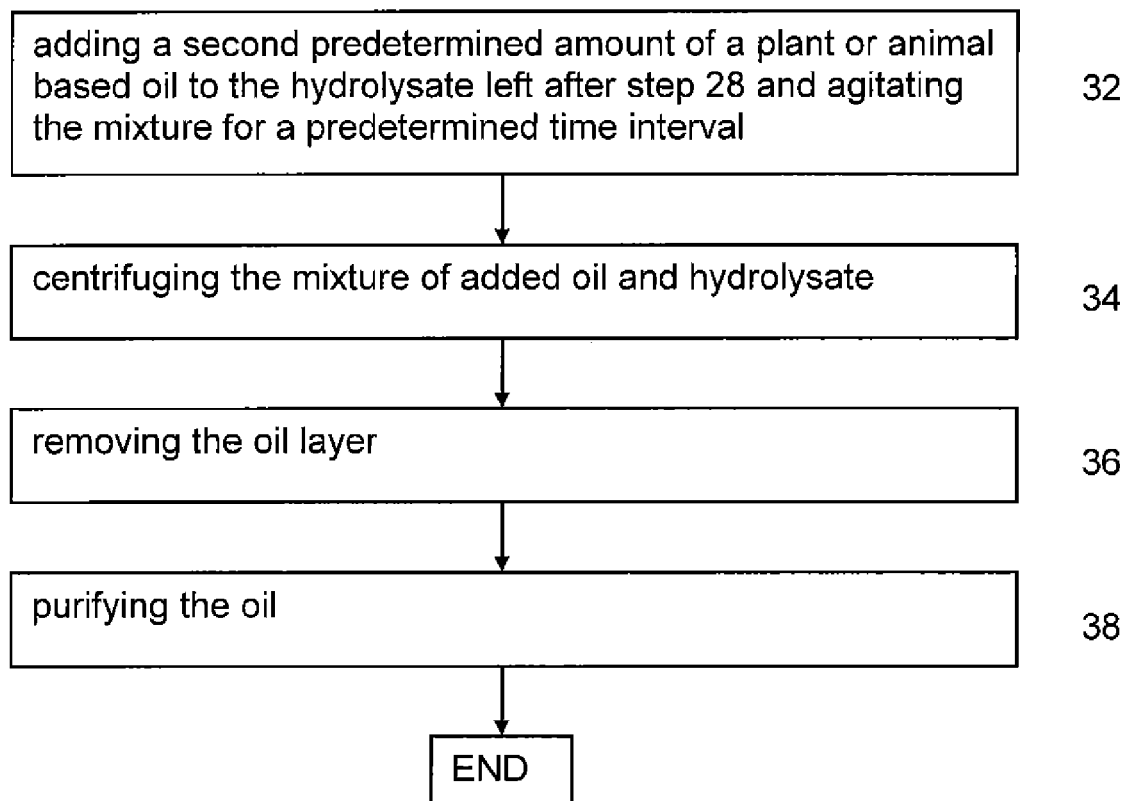 adding a second predetermined amount of a plant or animal
based oil to the hydrolysate left after step 28 and agitating
the mixture for a predetermined time interval
32
centrifuging the mixture of added oil and hydrolysate
34
removing the oil layer
36
purifying the oil
38
END